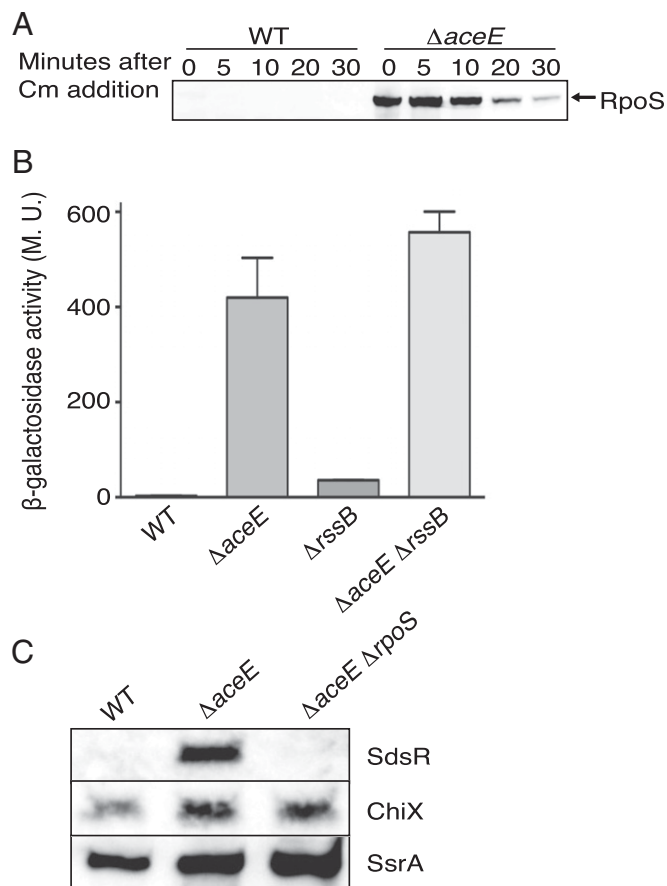 A
WT ΔaceE
Minutes after
Cm addition
0 5 10 20 30 0 5 10 20 30
RpoS
B
β-galactosidase activity (M. U.)
600
400
200
0
WT
ΔaceE
ΔrssB
ΔaceE ΔrssB
C
WT
ΔaceE
ΔaceE ΔrpoS
SdsR
ChiX
SsrA